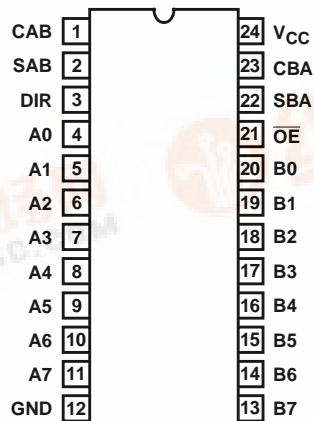 CAB 1 24 VCC
SAB 2 23 CBA
DIR 3 22 SBA
A0 4 21 OE
A1 5 20 B0
A2 6 19 B1
A3 7 18 B2
A4 8 17 B3
A5 9 16 B4
A6 10 15 B5
A7 11 14 B6
GND 12 13 B7